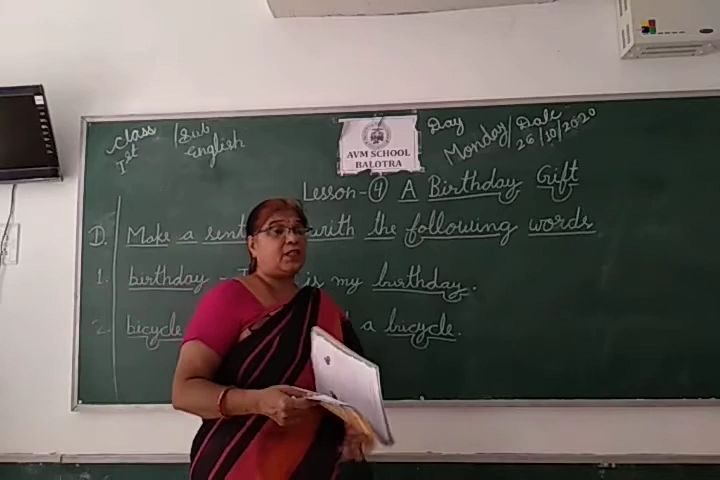 Class / Sub
Ist English
AVM SCHOOL
BALOTRA
Day / Date
Monday 26/10/2020
Lesson-4 A Birthday Gift
D. Make a with the following words
1. birthday - is my birthday.
2. bicycle a bicycle.